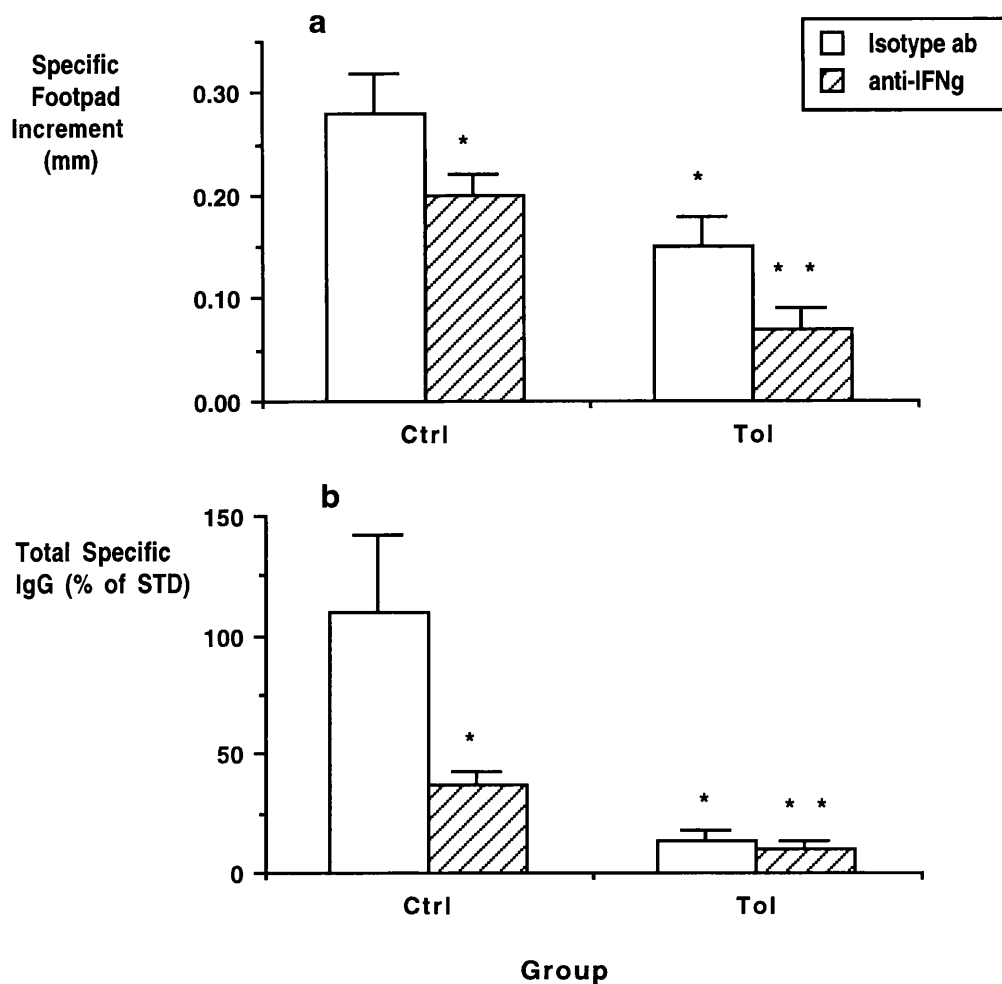 a
Isotype ab
anti-IFNg
Specific
Footpad
Increment
(mm)
0.30
0.20
0.10
0.00
*
*
* *
Ctrl
Tol
b
Total Specific
IgG (% of STD)
150
100
50
0
*
*
* *
Ctrl
Tol
Group